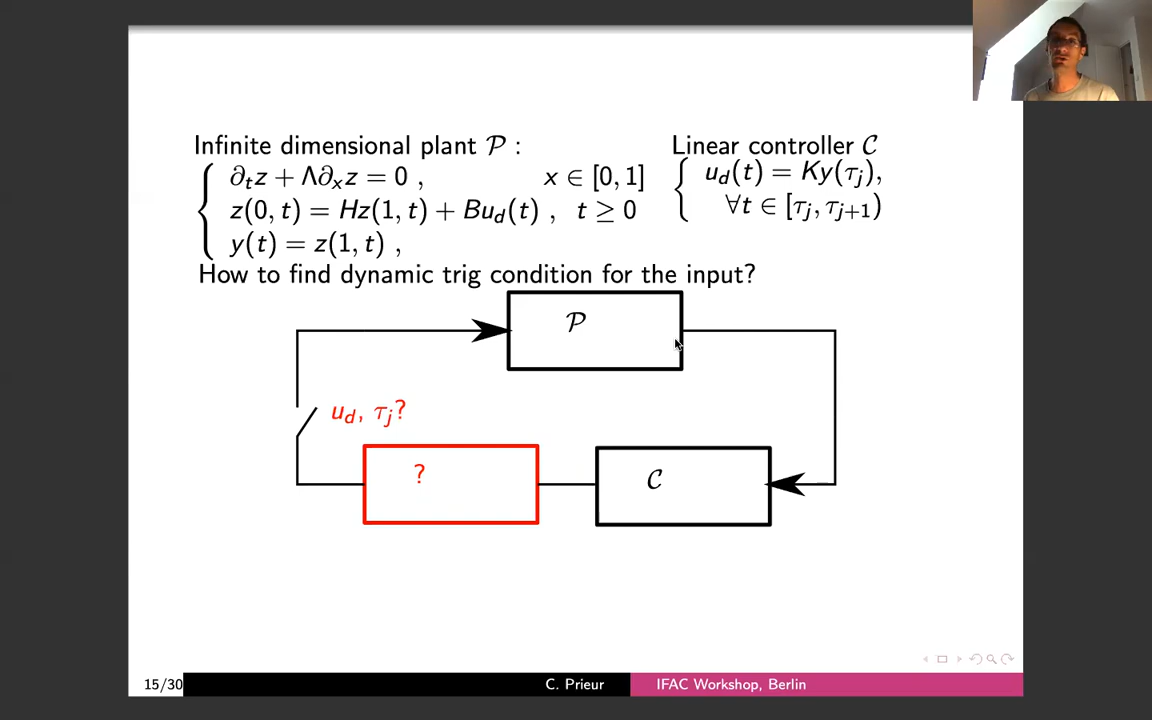 Infinite dimensional plant 𝒫 : Linear controller 𝒞
∂ₜz + Λ∂ₓz = 0 , x ∈ [0, 1] u_d(t) = Ky(τ_j),
z(0, t) = Hz(1, t) + Bu_d(t) , t ≥ 0 ∀t ∈ [τ_j, τ_{j+1})
y(t) = z(1, t) ,
How to find dynamic trig condition for the input?
𝒫
u_d, τ_j?
?
𝒞
15/30
C. Prieur
IFAC Workshop, Berlin